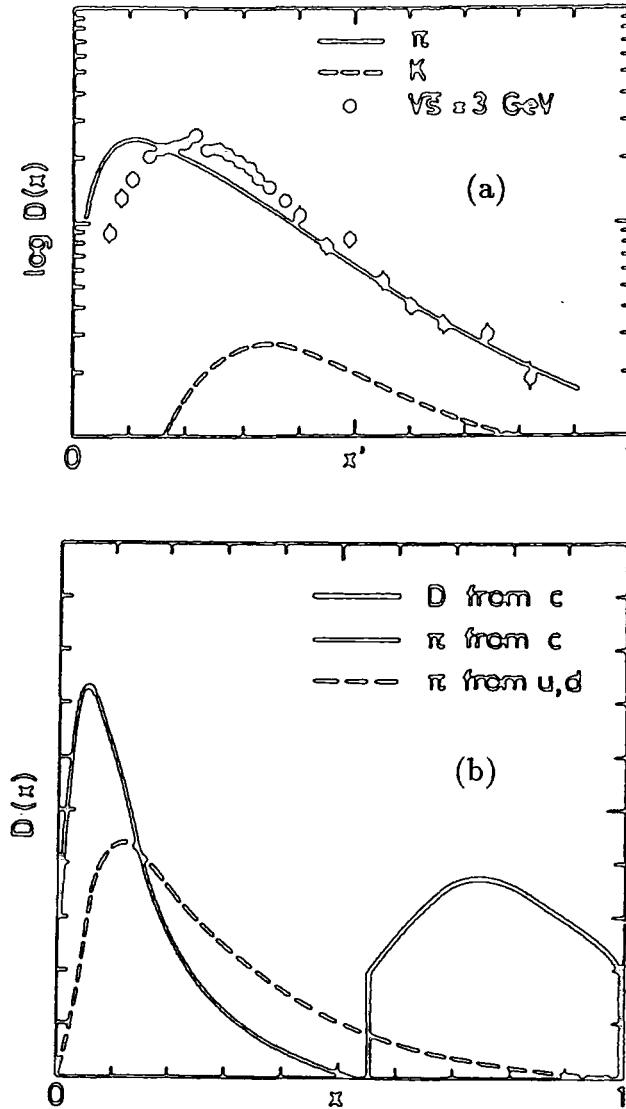 π
K
√s = 3 GeV
(a)
log D(x)
0
x'
D from c
π from c
π from u,d
(b)
D(x)
0
x
1